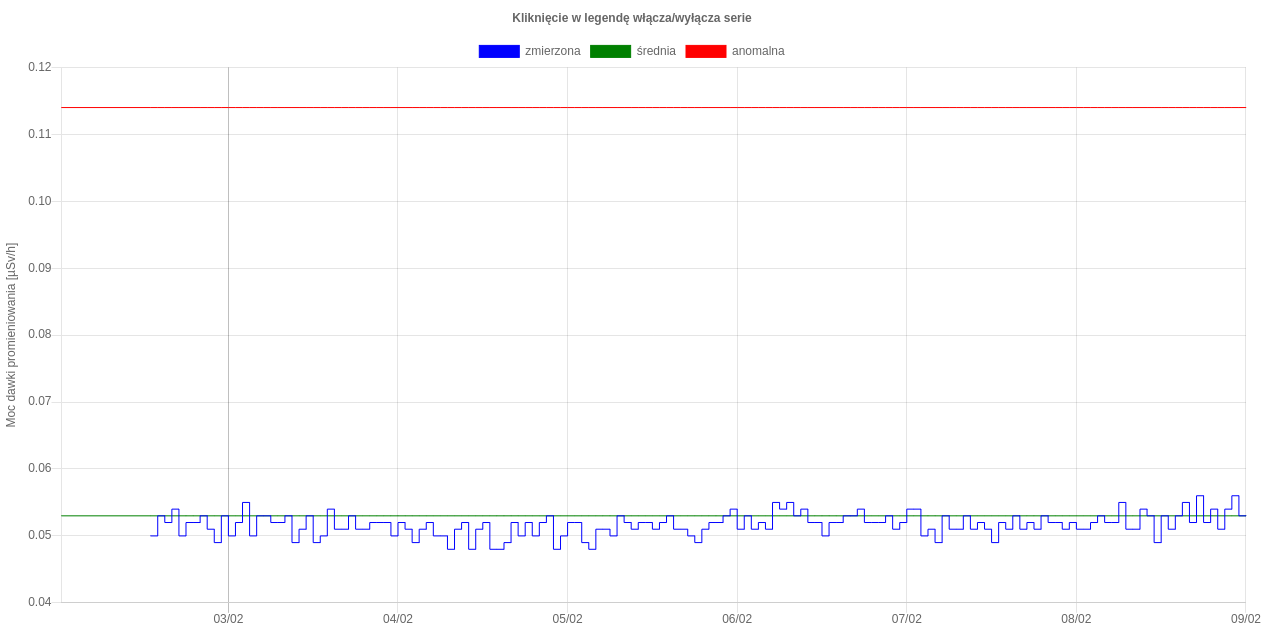 Kliknięcie w legendę włącza/wyłącza serie
zmierzona średnia anomalna
Moc dawki promieniowania [µSv/h]
0.12
0.11
0.10
0.09
0.08
0.07
0.06
0.05
0.04
03/02 04/02 05/02 06/02 07/02 08/02 09/02